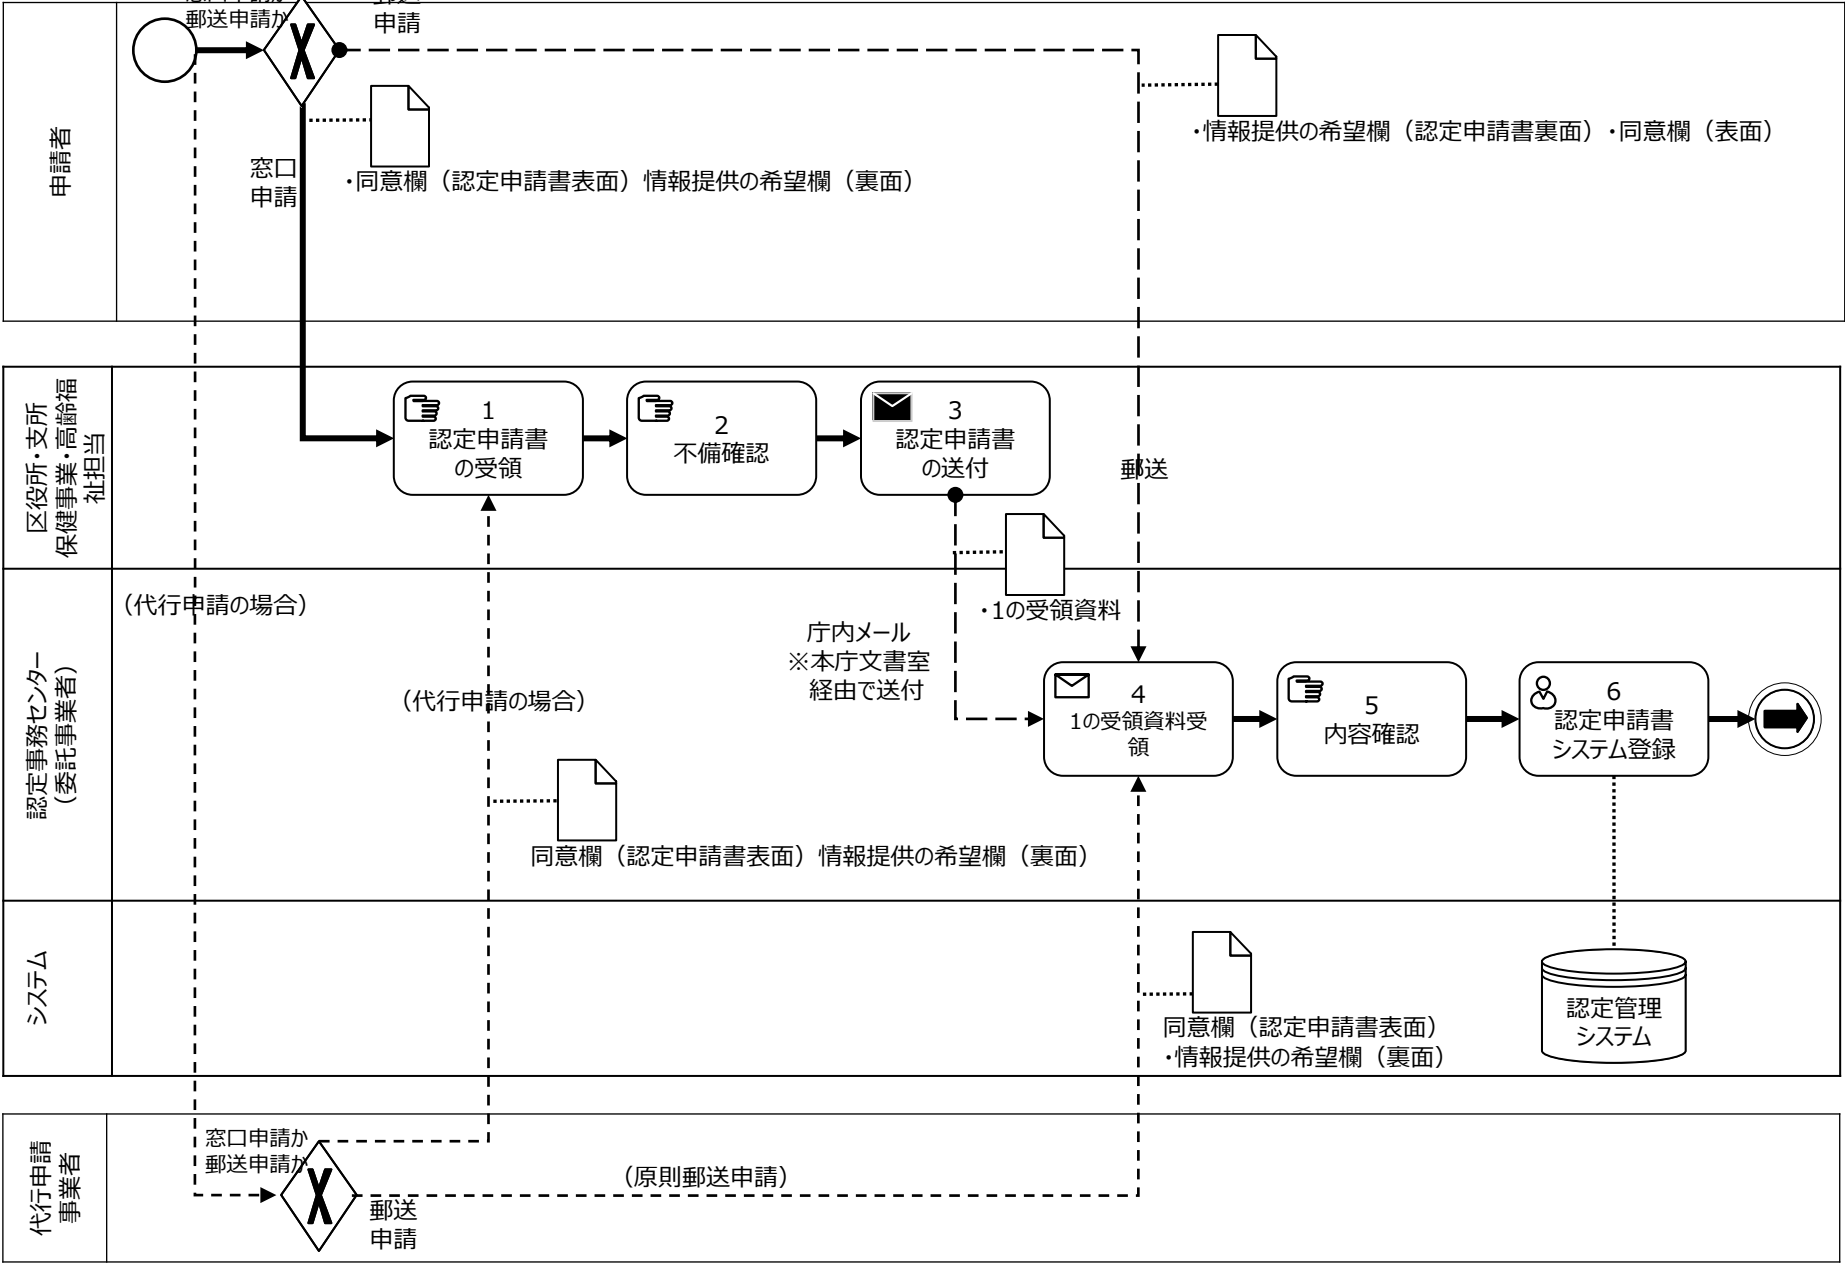 郵送申請か
申請
申請者
窓口
申請
・同意欄（認定申請書表面）情報提供の希望欄（裏面）
・情報提供の希望欄（認定申請書裏面）・同意欄（表面）
区役所・支所
保健事業・高齢福
祉担当
1
認定申請書
の受領
2
不備確認
3
認定申請書
の送付
郵送
・1の受領資料
認定事務センター
（委託事業者）
（代行申請の場合）
（代行申請の場合）
庁内メール
※本庁文書室
経由で送付
4
1の受領資料受
領
5
内容確認
6
認定申請書
システム登録
同意欄（認定申請書表面）情報提供の希望欄（裏面）
システム
同意欄（認定申請書表面）
・情報提供の希望欄（裏面）
認定管理
システム
代行申請
事業者
窓口申請か
郵送申請か
（原則郵送申請）
郵送
申請